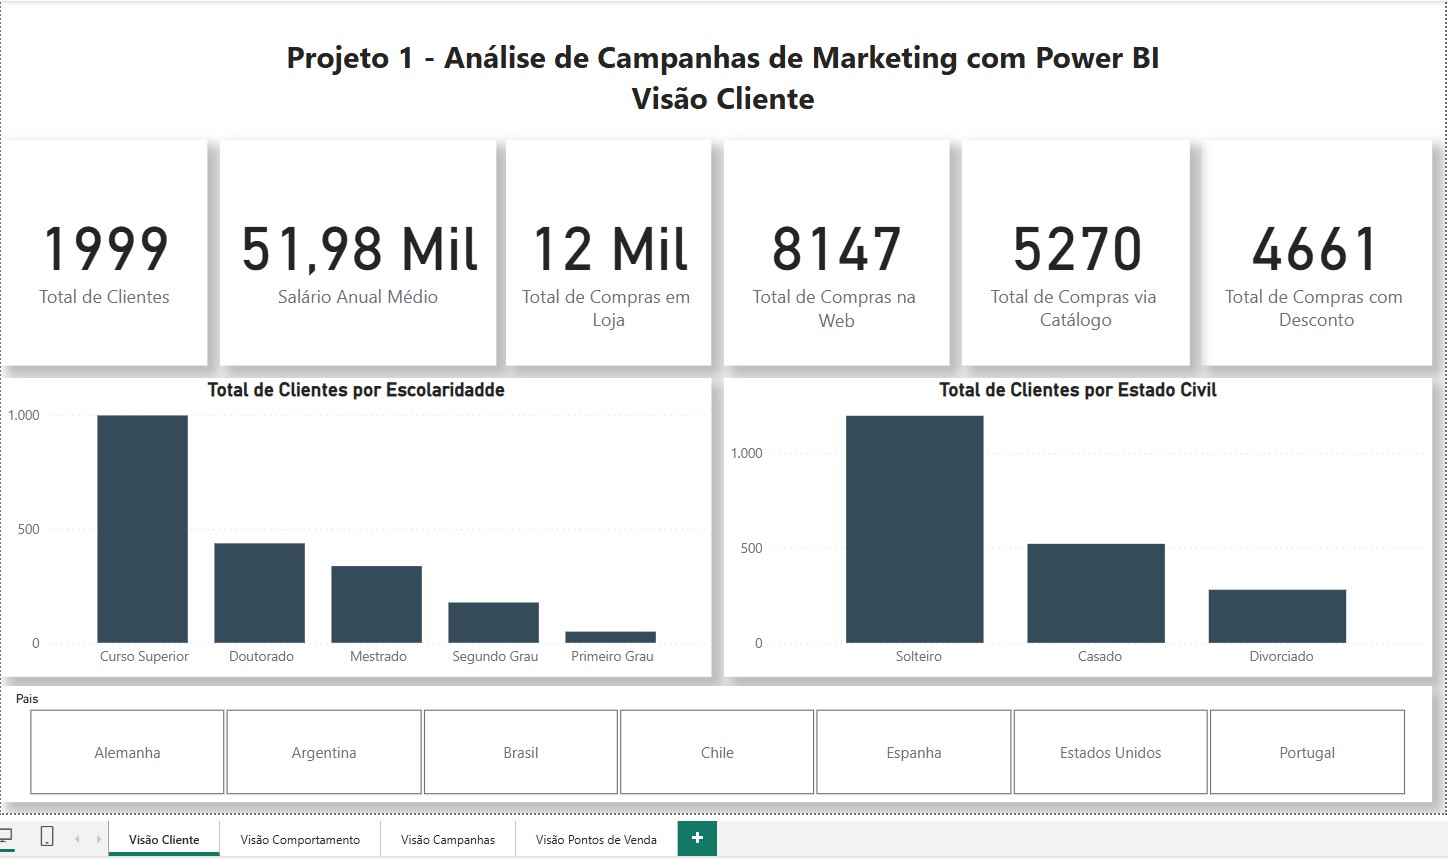 Projeto 1 - Análise de Campanhas de Marketing com Power BI
Visão Cliente
1999
Total de Clientes
51,98 Mil
Salário Anual Médio
12 Mil
Total de Compras em
Loja
8147
Total de Compras na
Web
5270
Total de Compras via
Catálogo
4661
Total de Compras com
Desconto
Total de Clientes por Escolaridadde
1.000
500
0
Curso Superior
Doutorado
Mestrado
Segundo Grau
Primeiro Grau
Total de Clientes por Estado Civil
1.000
500
0
Solteiro
Casado
Divorciado
Pais
Alemanha
Argentina
Brasil
Chile
Espanha
Estados Unidos
Portugal
Visão Cliente
Visão Comportamento
Visão Campanhas
Visão Pontos de Venda
+